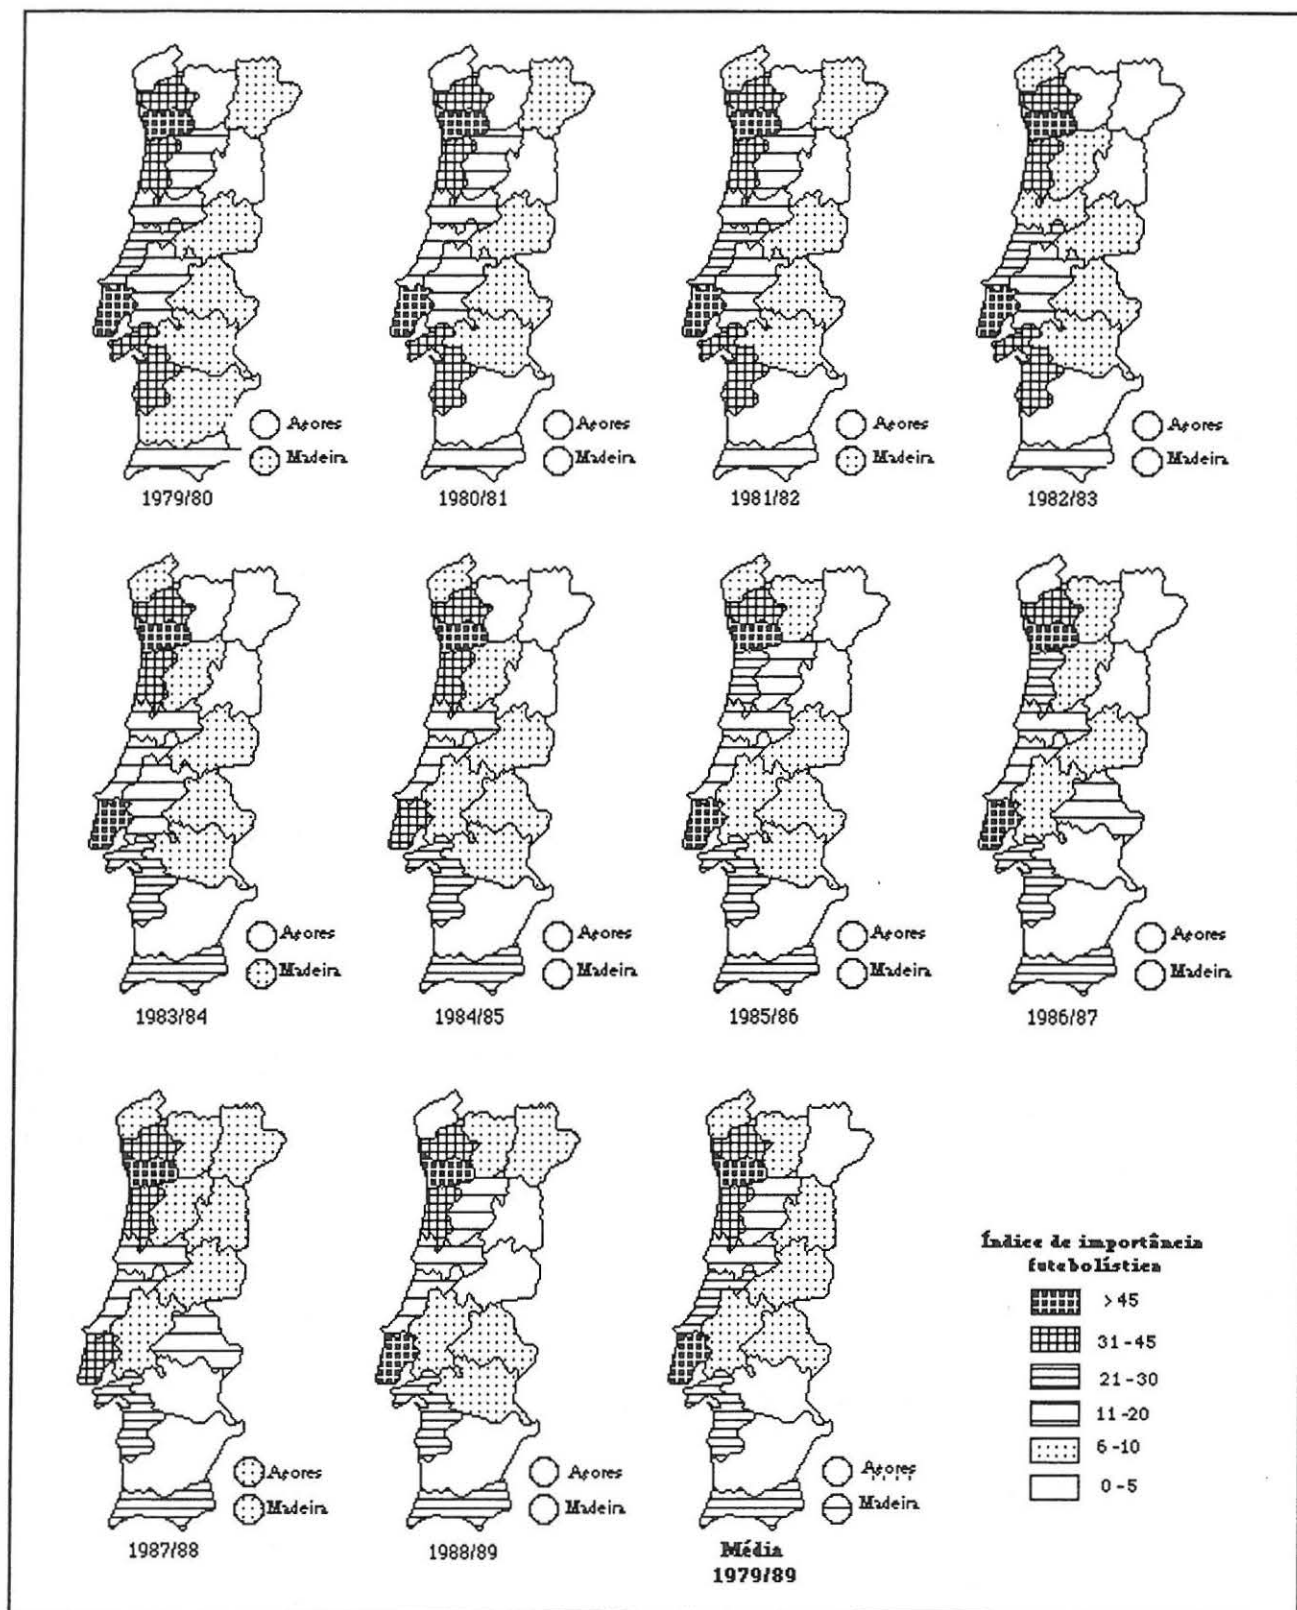 Açores
Madeira
1979/80
Açores
Madeira
1980/81
Açores
Madeira
1981/82
Açores
Madeira
1982/83
Açores
Madeira
1983/84
Açores
Madeira
1984/85
Açores
Madeira
1985/86
Açores
Madeira
1986/87
Açores
Madeira
1987/88
Açores
Madeira
1988/89
Açores
Madeira
Média
1979/89
Índice de importância
futebolística
>45
31-45
21-30
11-20
6-10
0-5